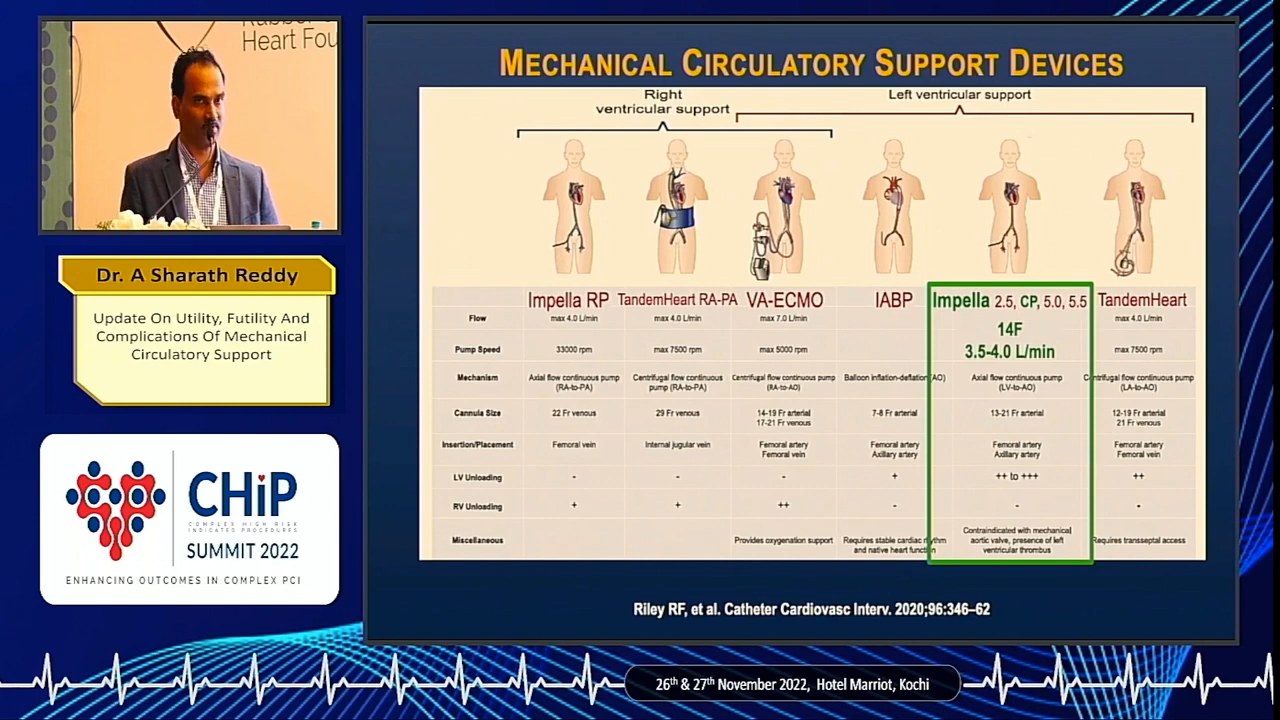 Heart Fou
Dr. A Sharath Reddy
Update On Utility, Futility And
Complications Of Mechanical
Circulatory Support
CHiP
COMPLEX HIGH RISK
INDICATED PROCEDURES
SUMMIT 2022
ENHANCING OUTCOMES IN COMPLEX PCI
MECHANICAL CIRCULATORY SUPPORT DEVICES
Right
ventricular support
Left ventricular support
Impella RP TandemHeart RA-PA VA-ECMO IABP Impella 2.5, CP, 5.0, 5.5 TandemHeart
Flow max 4.0 L/min max 4.0 L/min max 7.0 L/min max 4.0 L/min
14F
3.5-4.0 L/min
Pump Speed 33000 rpm max 7500 rpm max 5000 rpm max 7500 rpm
Mechanism Axial flow continuous pump Centrifugal flow continuous Centrifugal flow continuous pump Balloon inflation-deflation (AO) Axial flow continuous pump Centrifugal flow continuous pump
(RA-to-PA) pump (RA-to-PA) (RA-to-AO) (LV-to-AO) (LA-to-AO)
Cannula Size 22 Fr venous 29 Fr venous 14-19 Fr arterial 7-8 Fr arterial 13-21 Fr arterial 12-19 Fr arterial
17-21 Fr venous 21 Fr venous
Insertion/Placement Femoral vein Internal jugular vein Femoral artery Femoral artery Femoral artery Femoral artery
Femoral vein Axillary artery Axillary artery Femoral vein
LV Unloading - - - + ++ to +++ ++
RV Unloading + + ++ - - -
Miscellaneous Provides oxygenation support Requires stable cardiac rhythm Contraindicated with mechanical Requires transseptal access
and native heart function aortic valve, presence of left
ventricular thrombus
Riley RF, et al. Catheter Cardiovasc Interv. 2020;96:346–62
26th & 27th November 2022, Hotel Marriot, Kochi